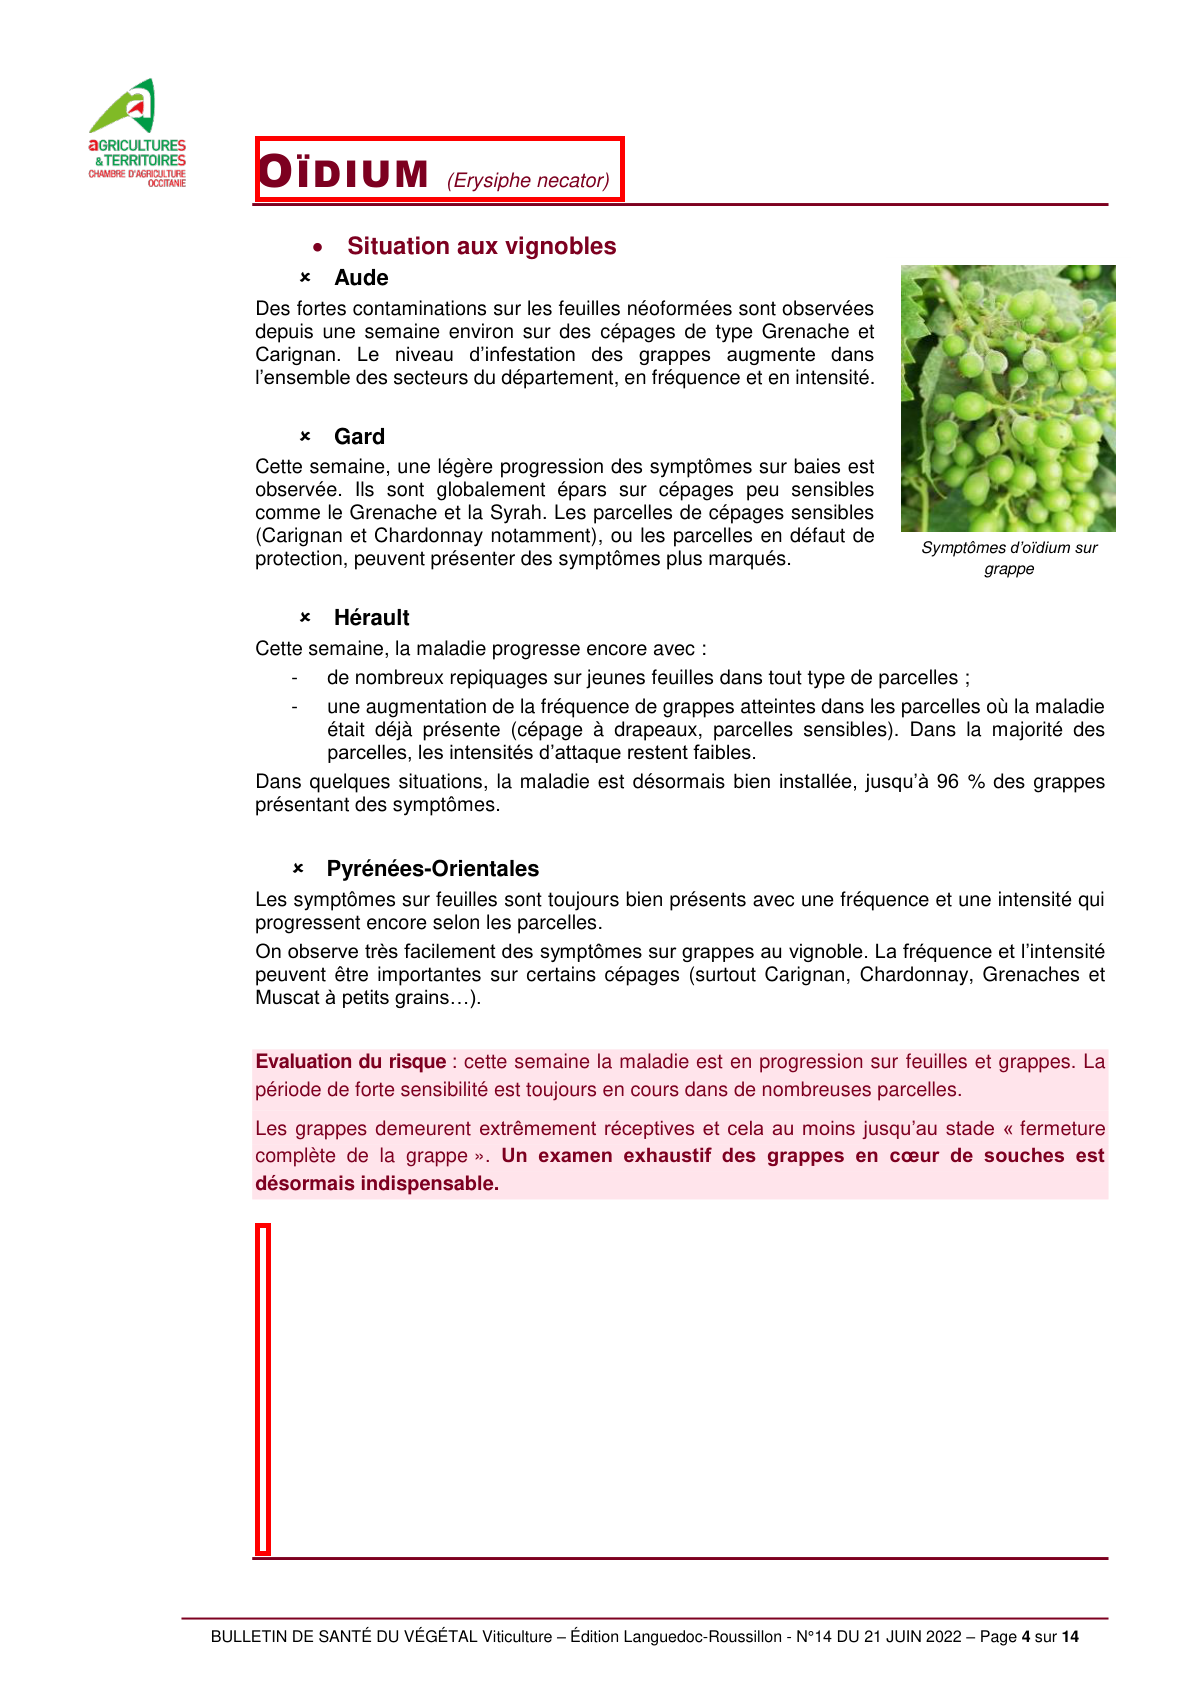 aGRICULTURES
& TERRITOIRES
CHAMBRE D'AGRICULTURE
OCCITANIE
OÏDIUM (Erysiphe necator)
• Situation aux vignobles
× Aude
Des fortes contaminations sur les feuilles néoformées sont observées
depuis une semaine environ sur des cépages de type Grenache et
Carignan. Le niveau d’infestation des grappes augmente dans
l’ensemble des secteurs du département, en fréquence et en intensité.
× Gard
Cette semaine, une légère progression des symptômes sur baies est
observée. Ils sont globalement épars sur cépages peu sensibles
comme le Grenache et la Syrah. Les parcelles de cépages sensibles
(Carignan et Chardonnay notamment), ou les parcelles en défaut de
protection, peuvent présenter des symptômes plus marqués.
Symptômes d’oïdium sur
grappe
× Hérault
Cette semaine, la maladie progresse encore avec :
- de nombreux repiquages sur jeunes feuilles dans tout type de parcelles ;
- une augmentation de la fréquence de grappes atteintes dans les parcelles où la maladie
était déjà présente (cépage à drapeaux, parcelles sensibles). Dans la majorité des
parcelles, les intensités d’attaque restent faibles.
Dans quelques situations, la maladie est désormais bien installée, jusqu’à 96 % des grappes
présentant des symptômes.
× Pyrénées-Orientales
Les symptômes sur feuilles sont toujours bien présents avec une fréquence et une intensité qui
progressent encore selon les parcelles.
On observe très facilement des symptômes sur grappes au vignoble. La fréquence et l’intensité
peuvent être importantes sur certains cépages (surtout Carignan, Chardonnay, Grenaches et
Muscat à petits grains…).
Evaluation du risque : cette semaine la maladie est en progression sur feuilles et grappes. La
période de forte sensibilité est toujours en cours dans de nombreuses parcelles.
Les grappes demeurent extrêmement réceptives et cela au moins jusqu’au stade « fermeture
complète de la grappe ». Un examen exhaustif des grappes en cœur de souches est
désormais indispensable.
BULLETIN DE SANTÉ DU VÉGÉTAL Viticulture – Édition Languedoc-Roussillon - N°14 DU 21 JUIN 2022 – Page 4 sur 14